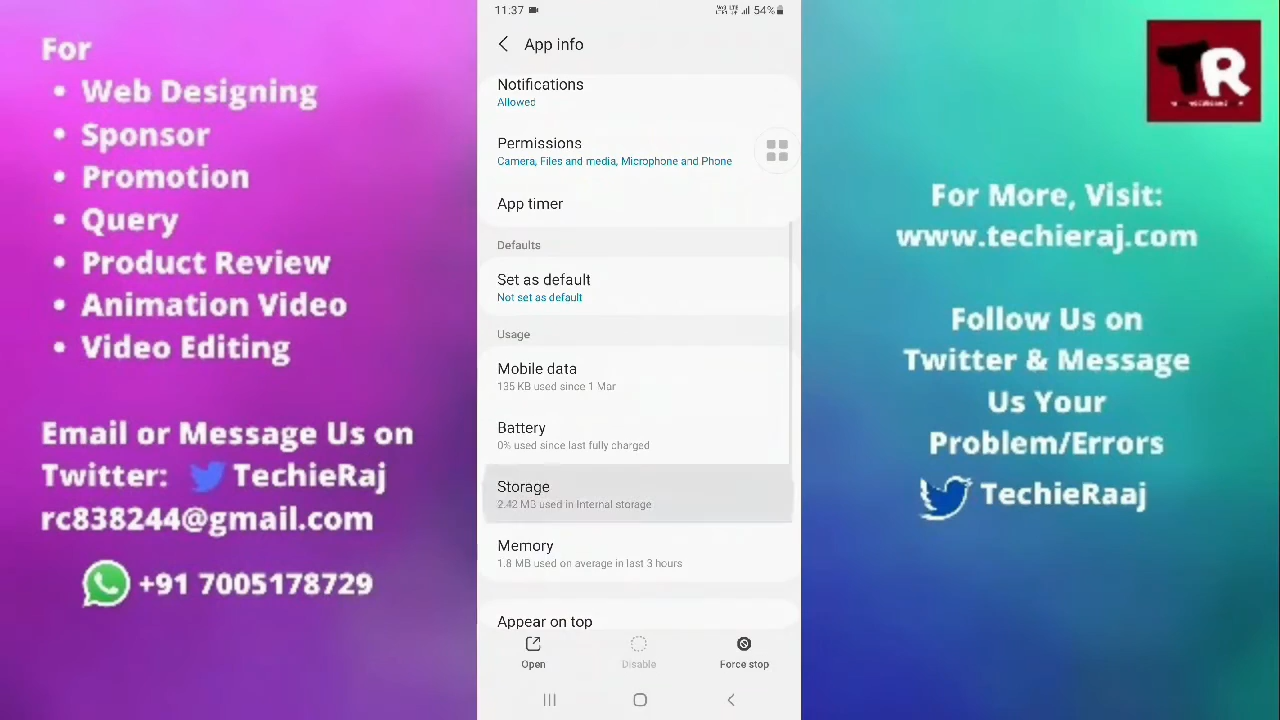 For
• Web Designing
• Sponsor
• Promotion
• Query
• Product Review
• Animation Video
• Video Editing
Email or Message Us on
Twitter: TechieRaj
rc838244@gmail.com
+91 7005178729
11:37
54%
App info
Notifications
Allowed
Permissions
Camera, Files and media, Microphone and Phone
App timer
Defaults
Set as default
Not set as default
Usage
Mobile data
135 KB used since 1 Mar
Battery
0% used since last fully charged
Storage
2.42 MB used in Internal storage
Memory
1.8 MB used on average in last 3 hours
Appear on top
Open
Disable
Force stop
TR
For More, Visit:
www.techieraj.com
Follow Us on
Twitter & Message
Us Your
Problem/Errors
TechieRaaj